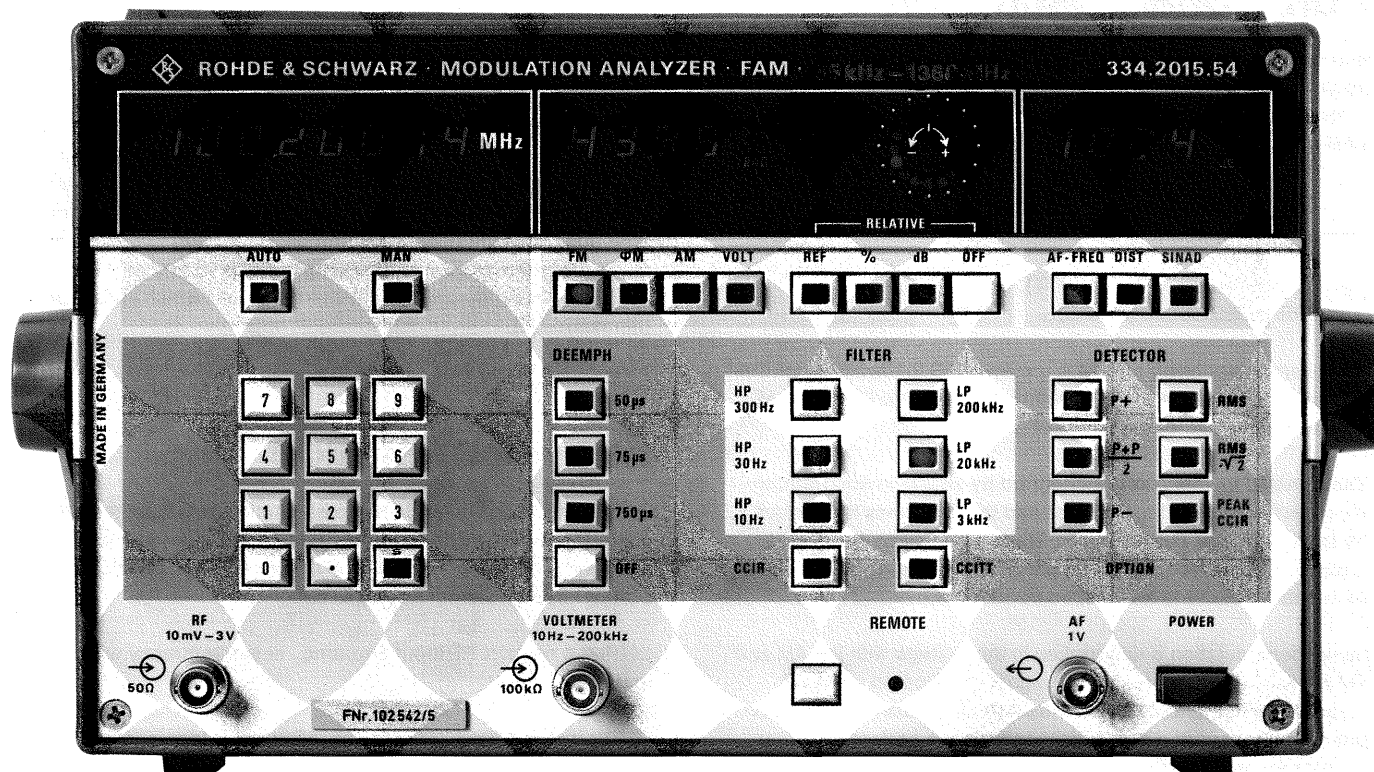 ROHDE & SCHWARZ · MODULATION ANALYZER · FAM · 334.2015.54
MHz
- +
RELATIVE
AUTO MAN FM ΦM AM VOLT REF % dB OFF AF-FREQ DIST SINAD
MADE IN GERMANY
DEEMPH FILTER DETECTOR
7 8 9 50 µs HP 300 Hz LP 200 kHz P+ RMS
4 5 6 75 µs HP 30 Hz LP 20 kHz P+P/2 RMS/√2
1 2 3 750 µs HP 10 Hz LP 3 kHz P− PEAK CCIR
0 · S OFF CCIR CCITT OPTION
RF 10 mV – 3 V VOLTMETER 10 Hz – 200 kHz REMOTE AF 1 V POWER
50Ω 100 kΩ
FNr. 102542/5